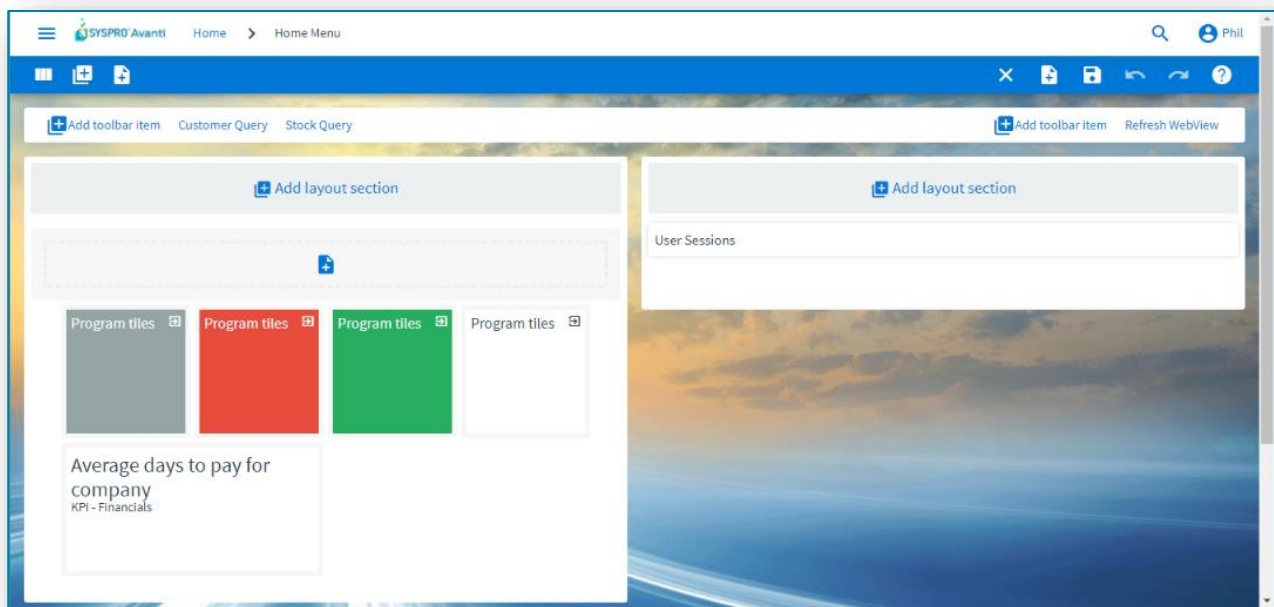 SYSPRO Avanti Home > Home Menu Phil
Add toolbar item Customer Query Stock Query Add toolbar item Refresh WebView
Add layout section
Add layout section
User Sessions
Program tiles Program tiles Program tiles Program tiles
Average days to pay for
company
KPI - Financials